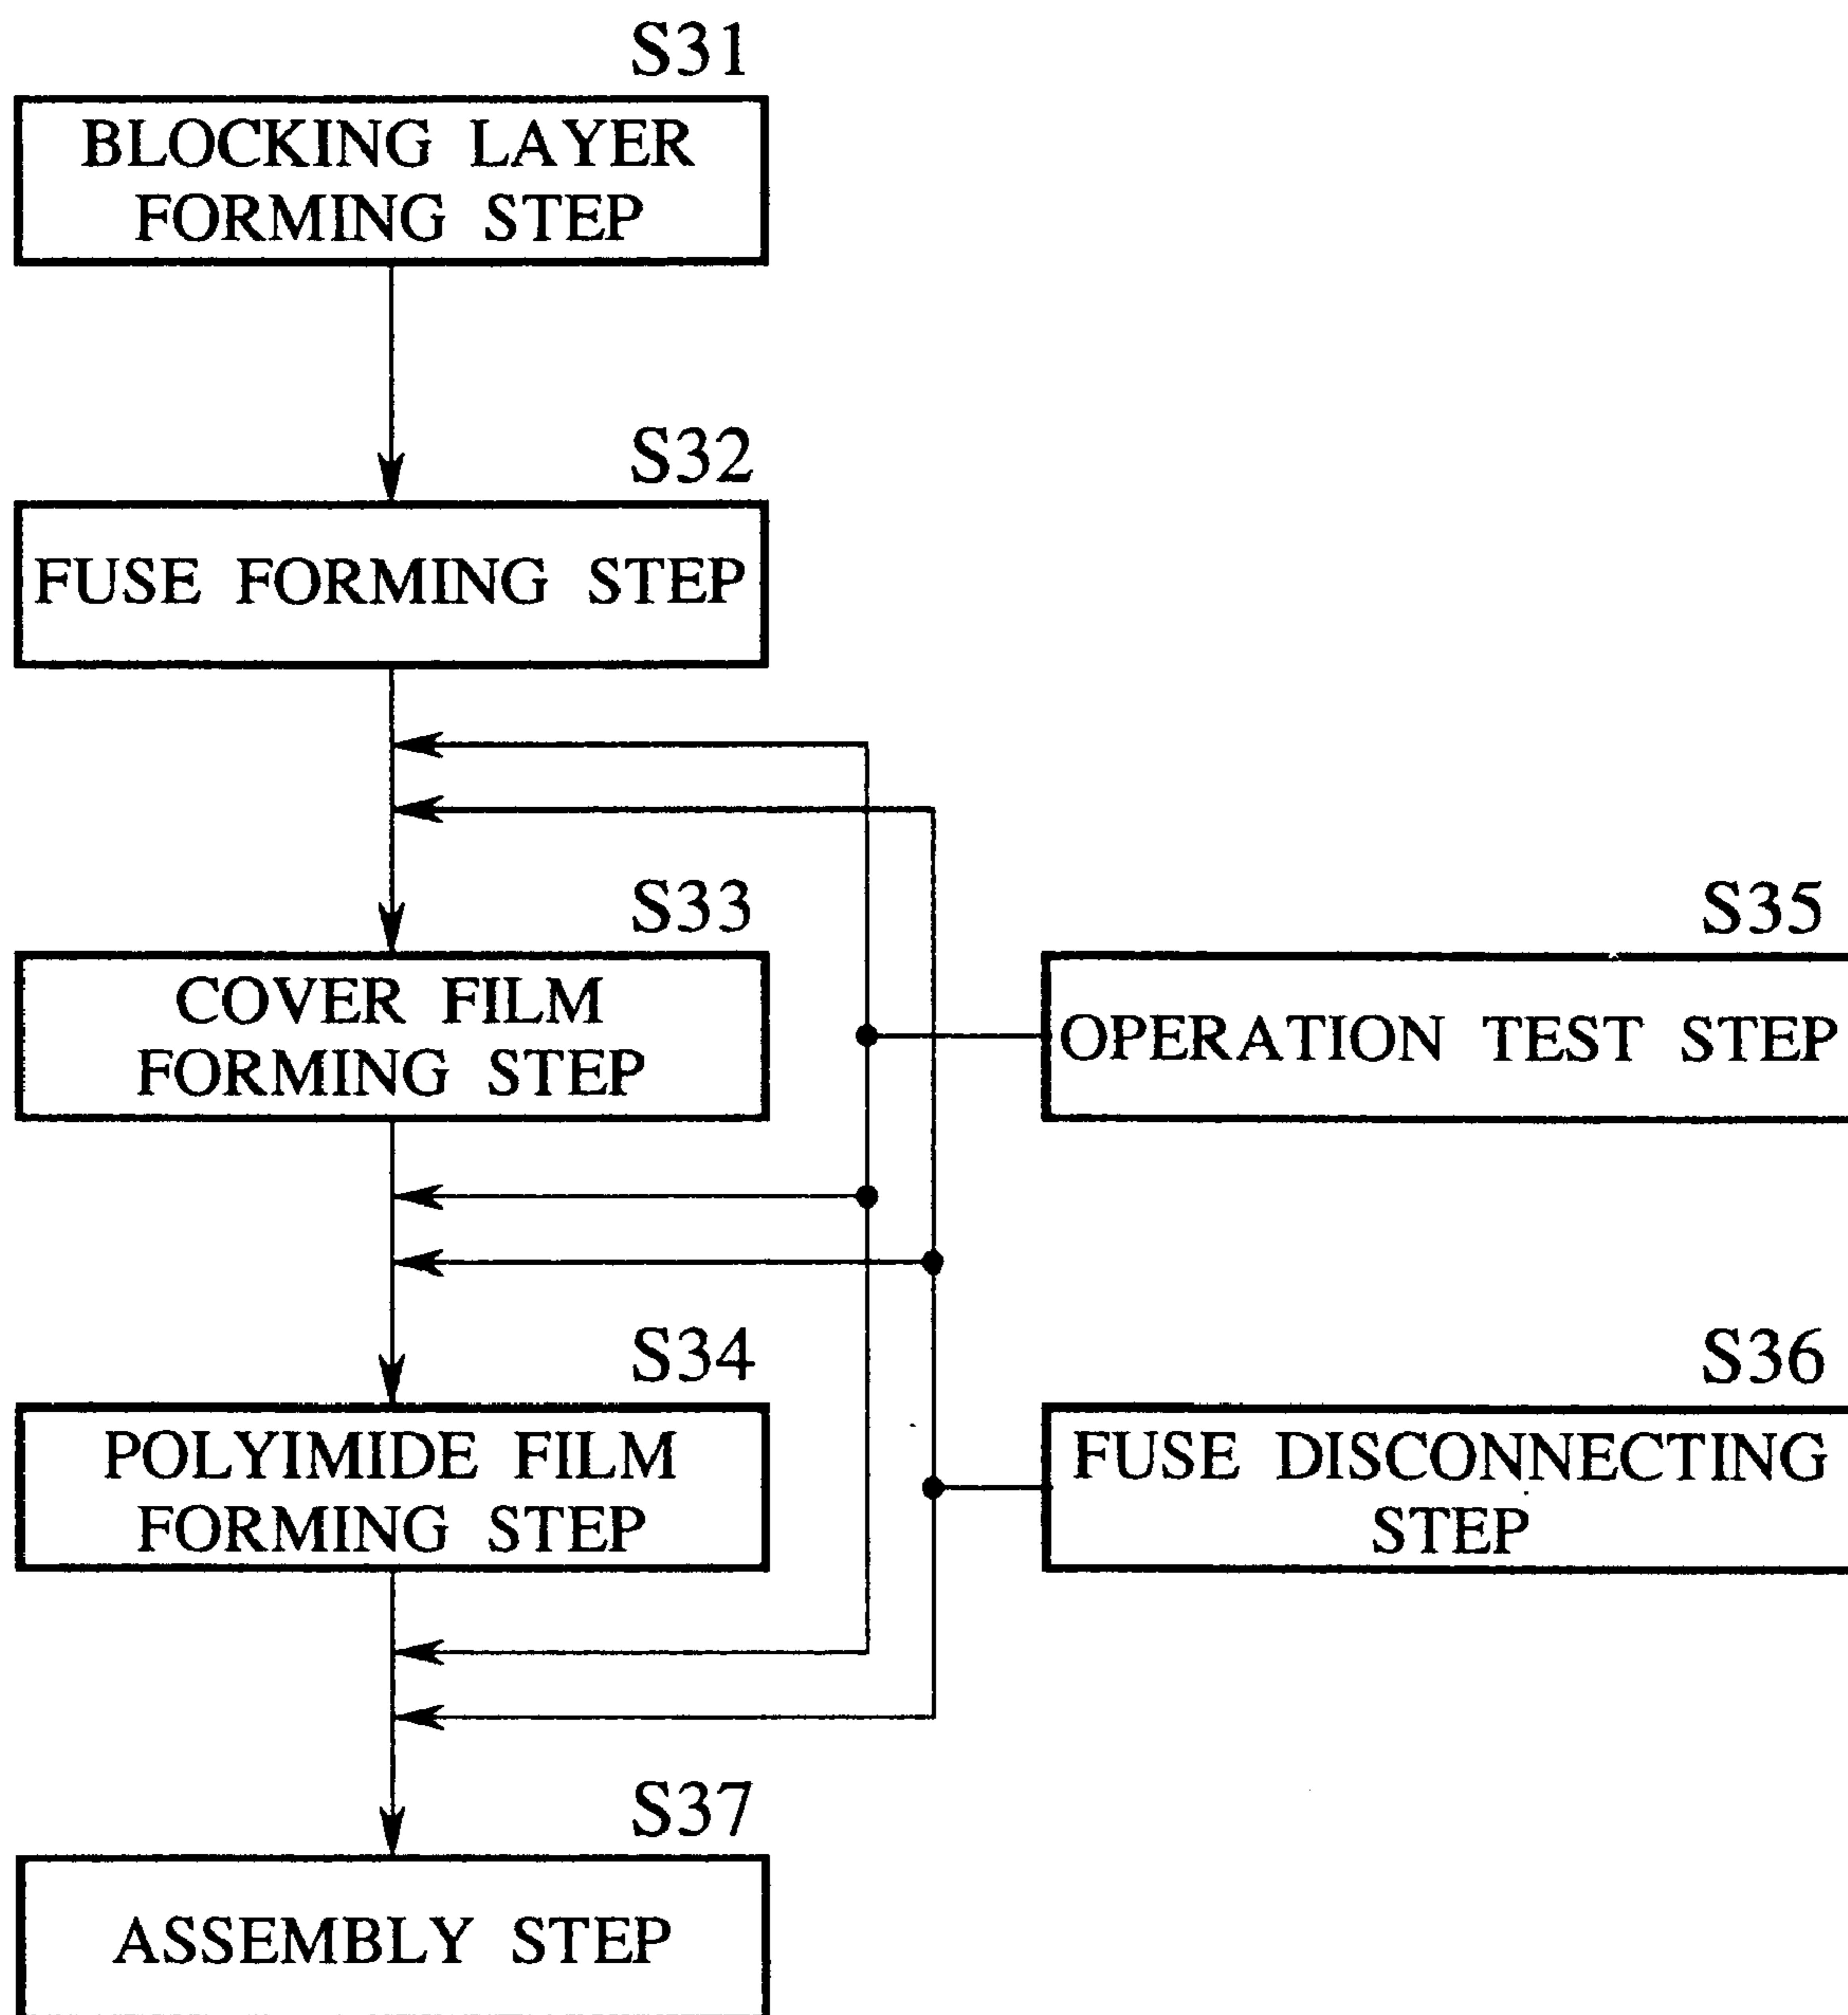 S31
BLOCKING LAYER
FORMING STEP
S32
FUSE FORMING STEP
S33
COVER FILM
FORMING STEP
S35
OPERATION TEST STEP
S34
POLYIMIDE FILM
FORMING STEP
S36
FUSE DISCONNECTING
STEP
S37
ASSEMBLY STEP